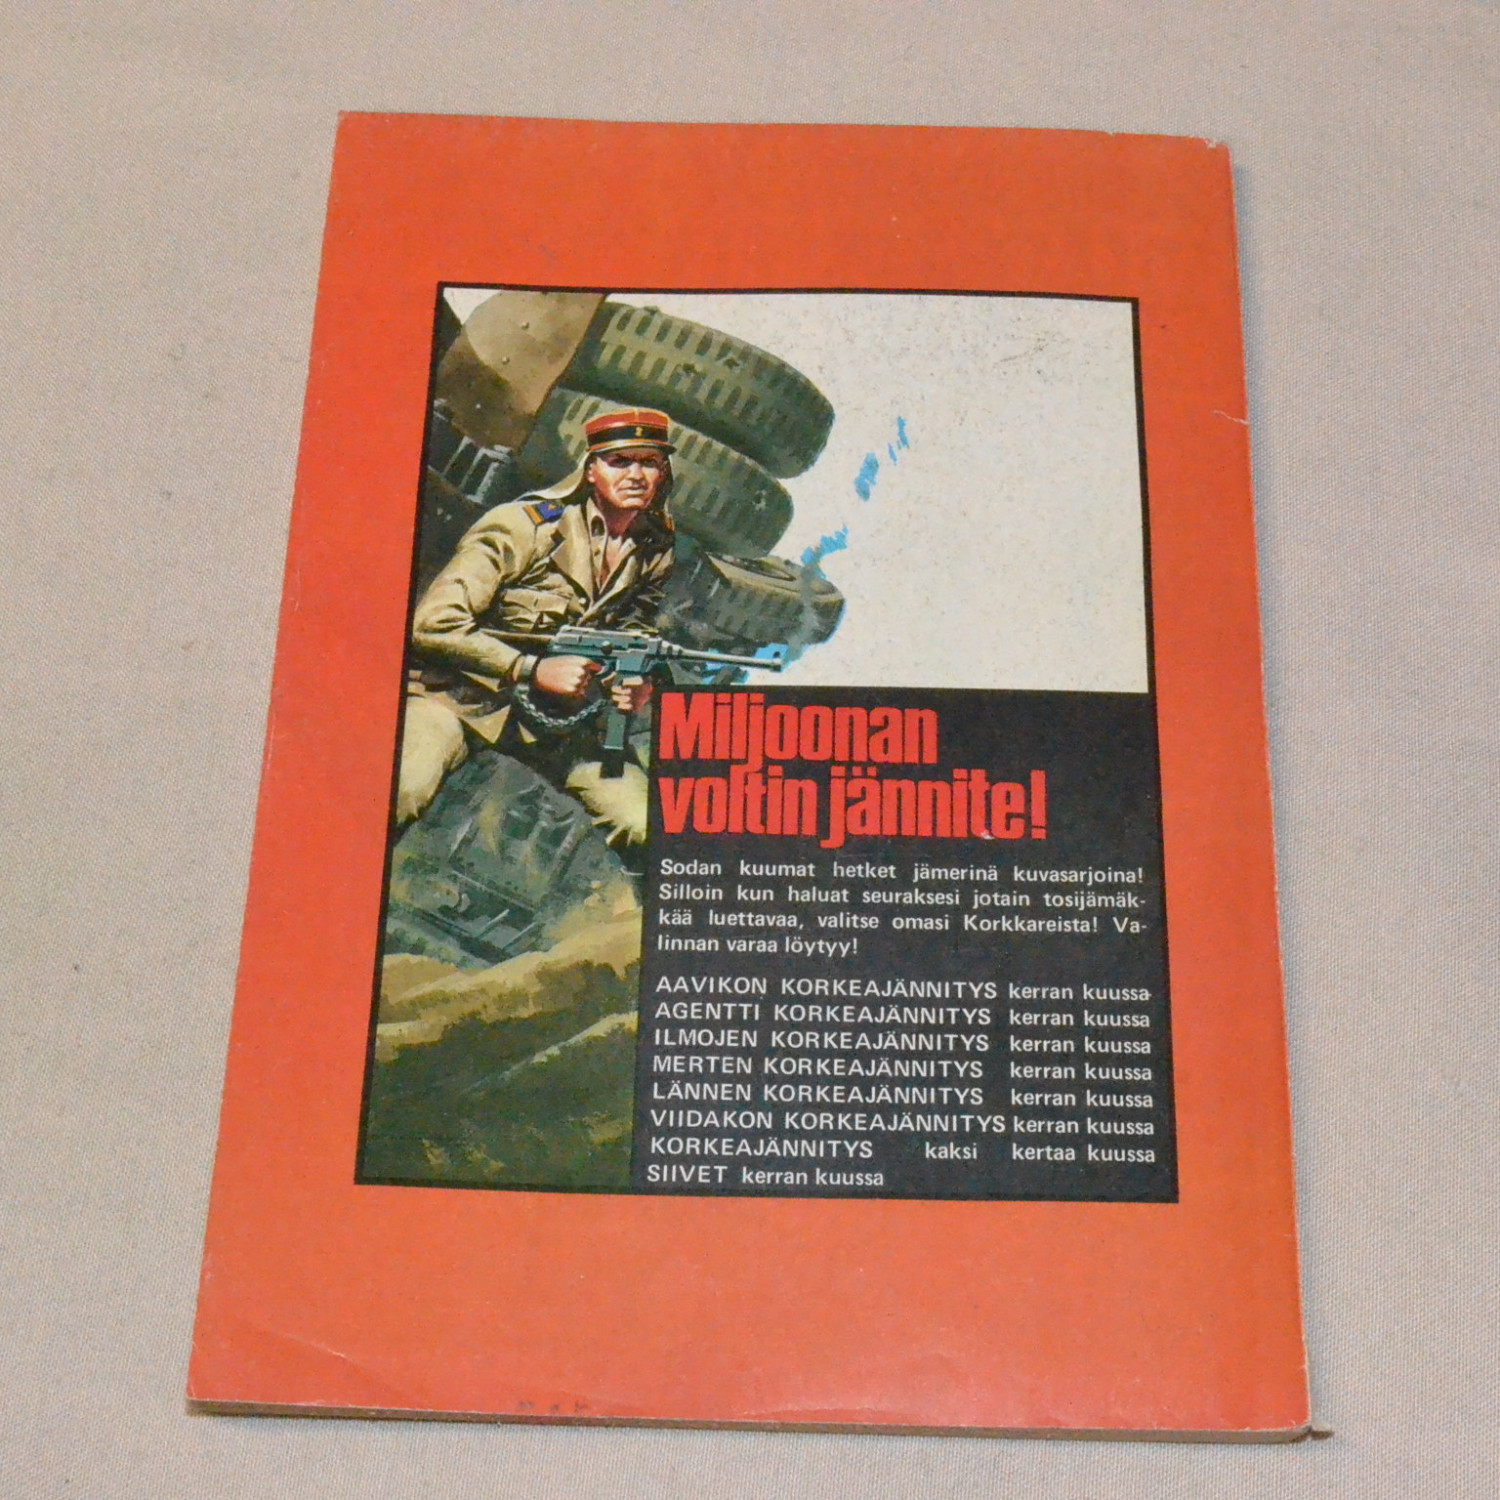 Miljoonan
voltin jännite!
Sodan kuumat hetket jämerinä kuvasarjoina!
Silloin kun haluat seuraksesi jotain tosijämäk-
kää luettavaa, valitse omasi Korkkareista! Va-
linnan varaa löytyy!
AAVIKON KORKEAJÄNNITYS kerran kuussa
AGENTTI KORKEAJÄNNITYS kerran kuussa
ILMOJEN KORKEAJÄNNITYS kerran kuussa
MERTEN KORKEAJÄNNITYS kerran kuussa
LÄNNEN KORKEAJÄNNITYS kerran kuussa
VIIDAKON KORKEAJÄNNITYS kerran kuussa
KORKEAJÄNNITYS kaksi kertaa kuussa
SIIVET kerran kuussa